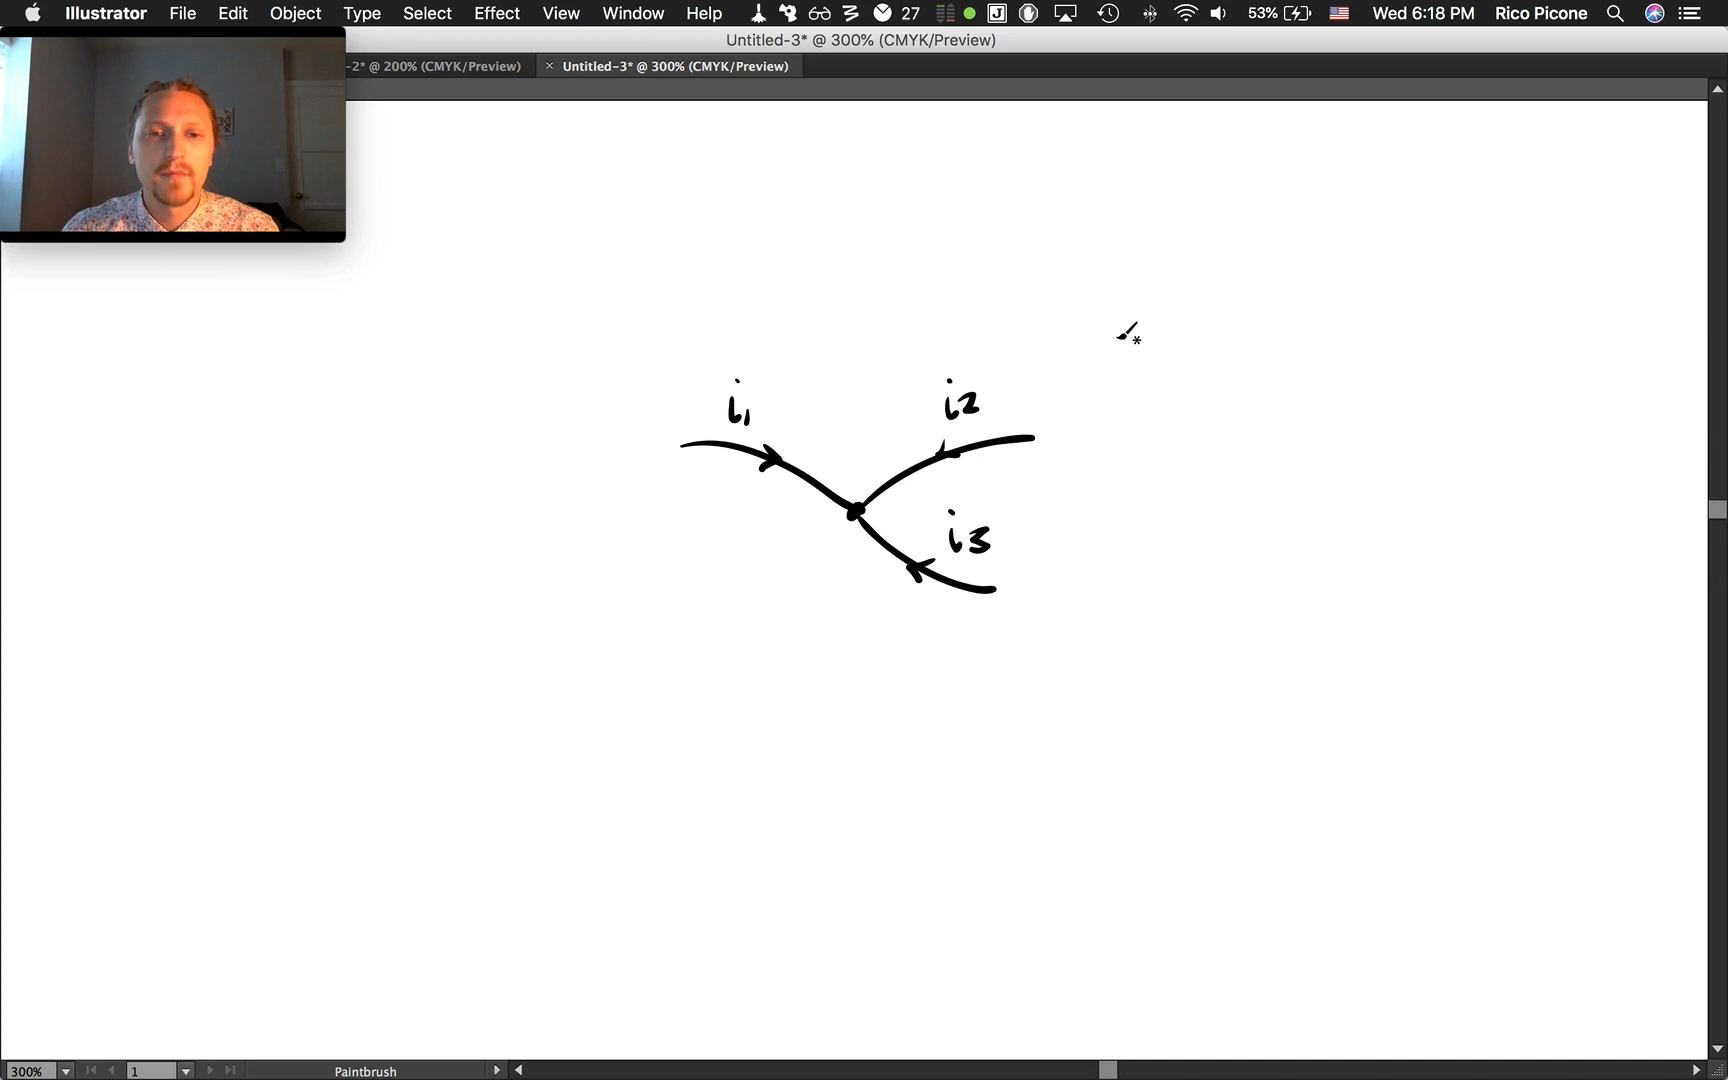 Illustrator File Edit Object Type Select Effect View Window Help 27 J 53% Wed 6:18 PM Rico Picone
Untitled-3* @ 300% (CMYK/Preview)
-2* @ 200% (CMYK/Preview) × Untitled-3* @ 300% (CMYK/Preview)
i1 i2
i3
300% 1 Paintbrush